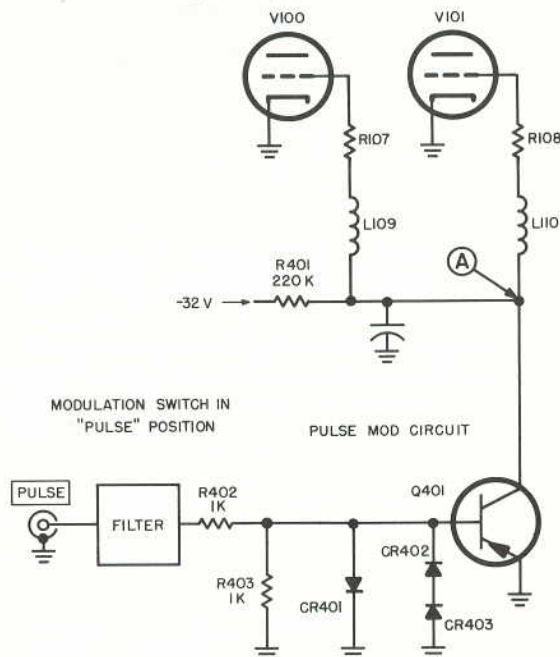 V100
V101
R107
R108
L109
L110
R401
220 K
A
-32 V
MODULATION SWITCH IN
"PULSE" POSITION
PULSE MOD CIRCUIT
PULSE
FILTER
R402
1K
Q401
R403
1K
CR401
CR402
CR403